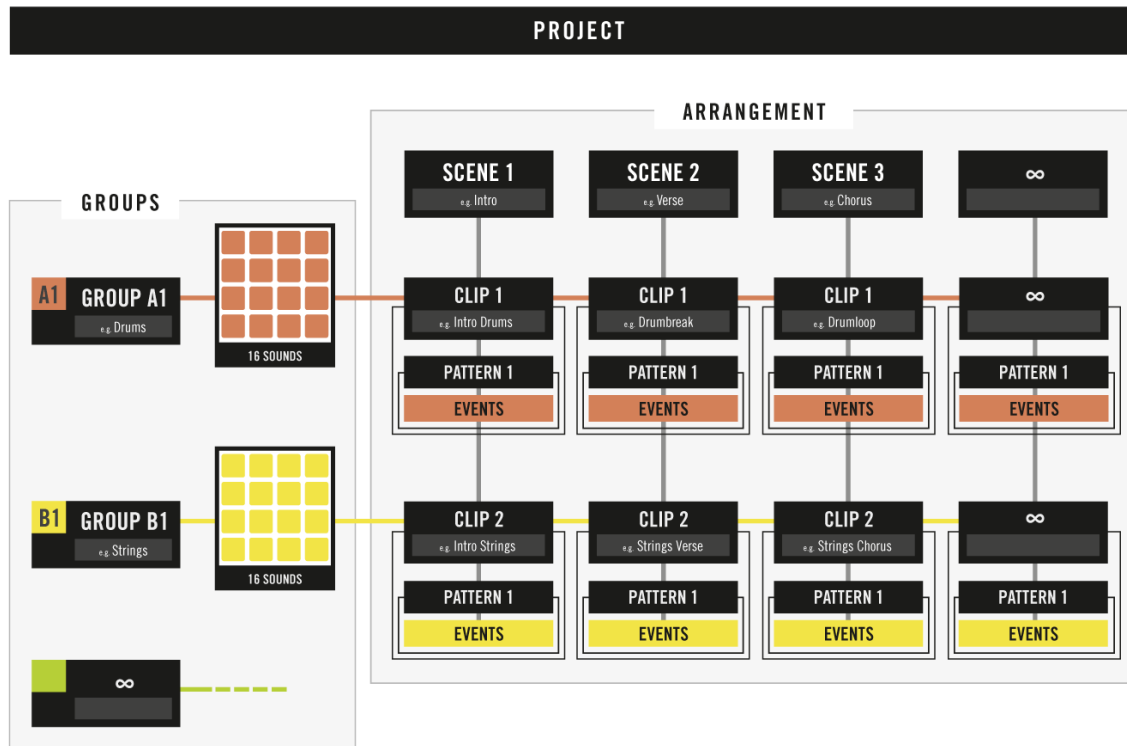 PROJECT
ARRANGEMENT
SCENE 1
e.g. Intro
SCENE 2
e.g. Verse
SCENE 3
e.g. Chorus
∞
GROUPS
A1
GROUP A1
e.g. Drums
16 SOUNDS
CLIP 1
e.g. Intro Drums
CLIP 1
e.g. Drumbreak
CLIP 1
e.g. Drumloop
∞
PATTERN 1
PATTERN 1
PATTERN 1
PATTERN 1
EVENTS
EVENTS
EVENTS
EVENTS
B1
GROUP B1
e.g. Strings
16 SOUNDS
CLIP 2
e.g. Intro Strings
CLIP 2
e.g. Strings Verse
CLIP 2
e.g. Strings Chorus
∞
PATTERN 1
PATTERN 1
PATTERN 1
PATTERN 1
EVENTS
EVENTS
EVENTS
EVENTS
∞